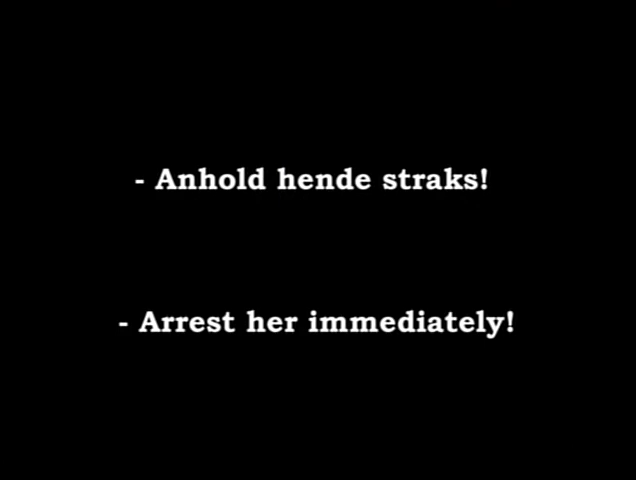 - Anhold hende straks!
- Arrest her immediately!